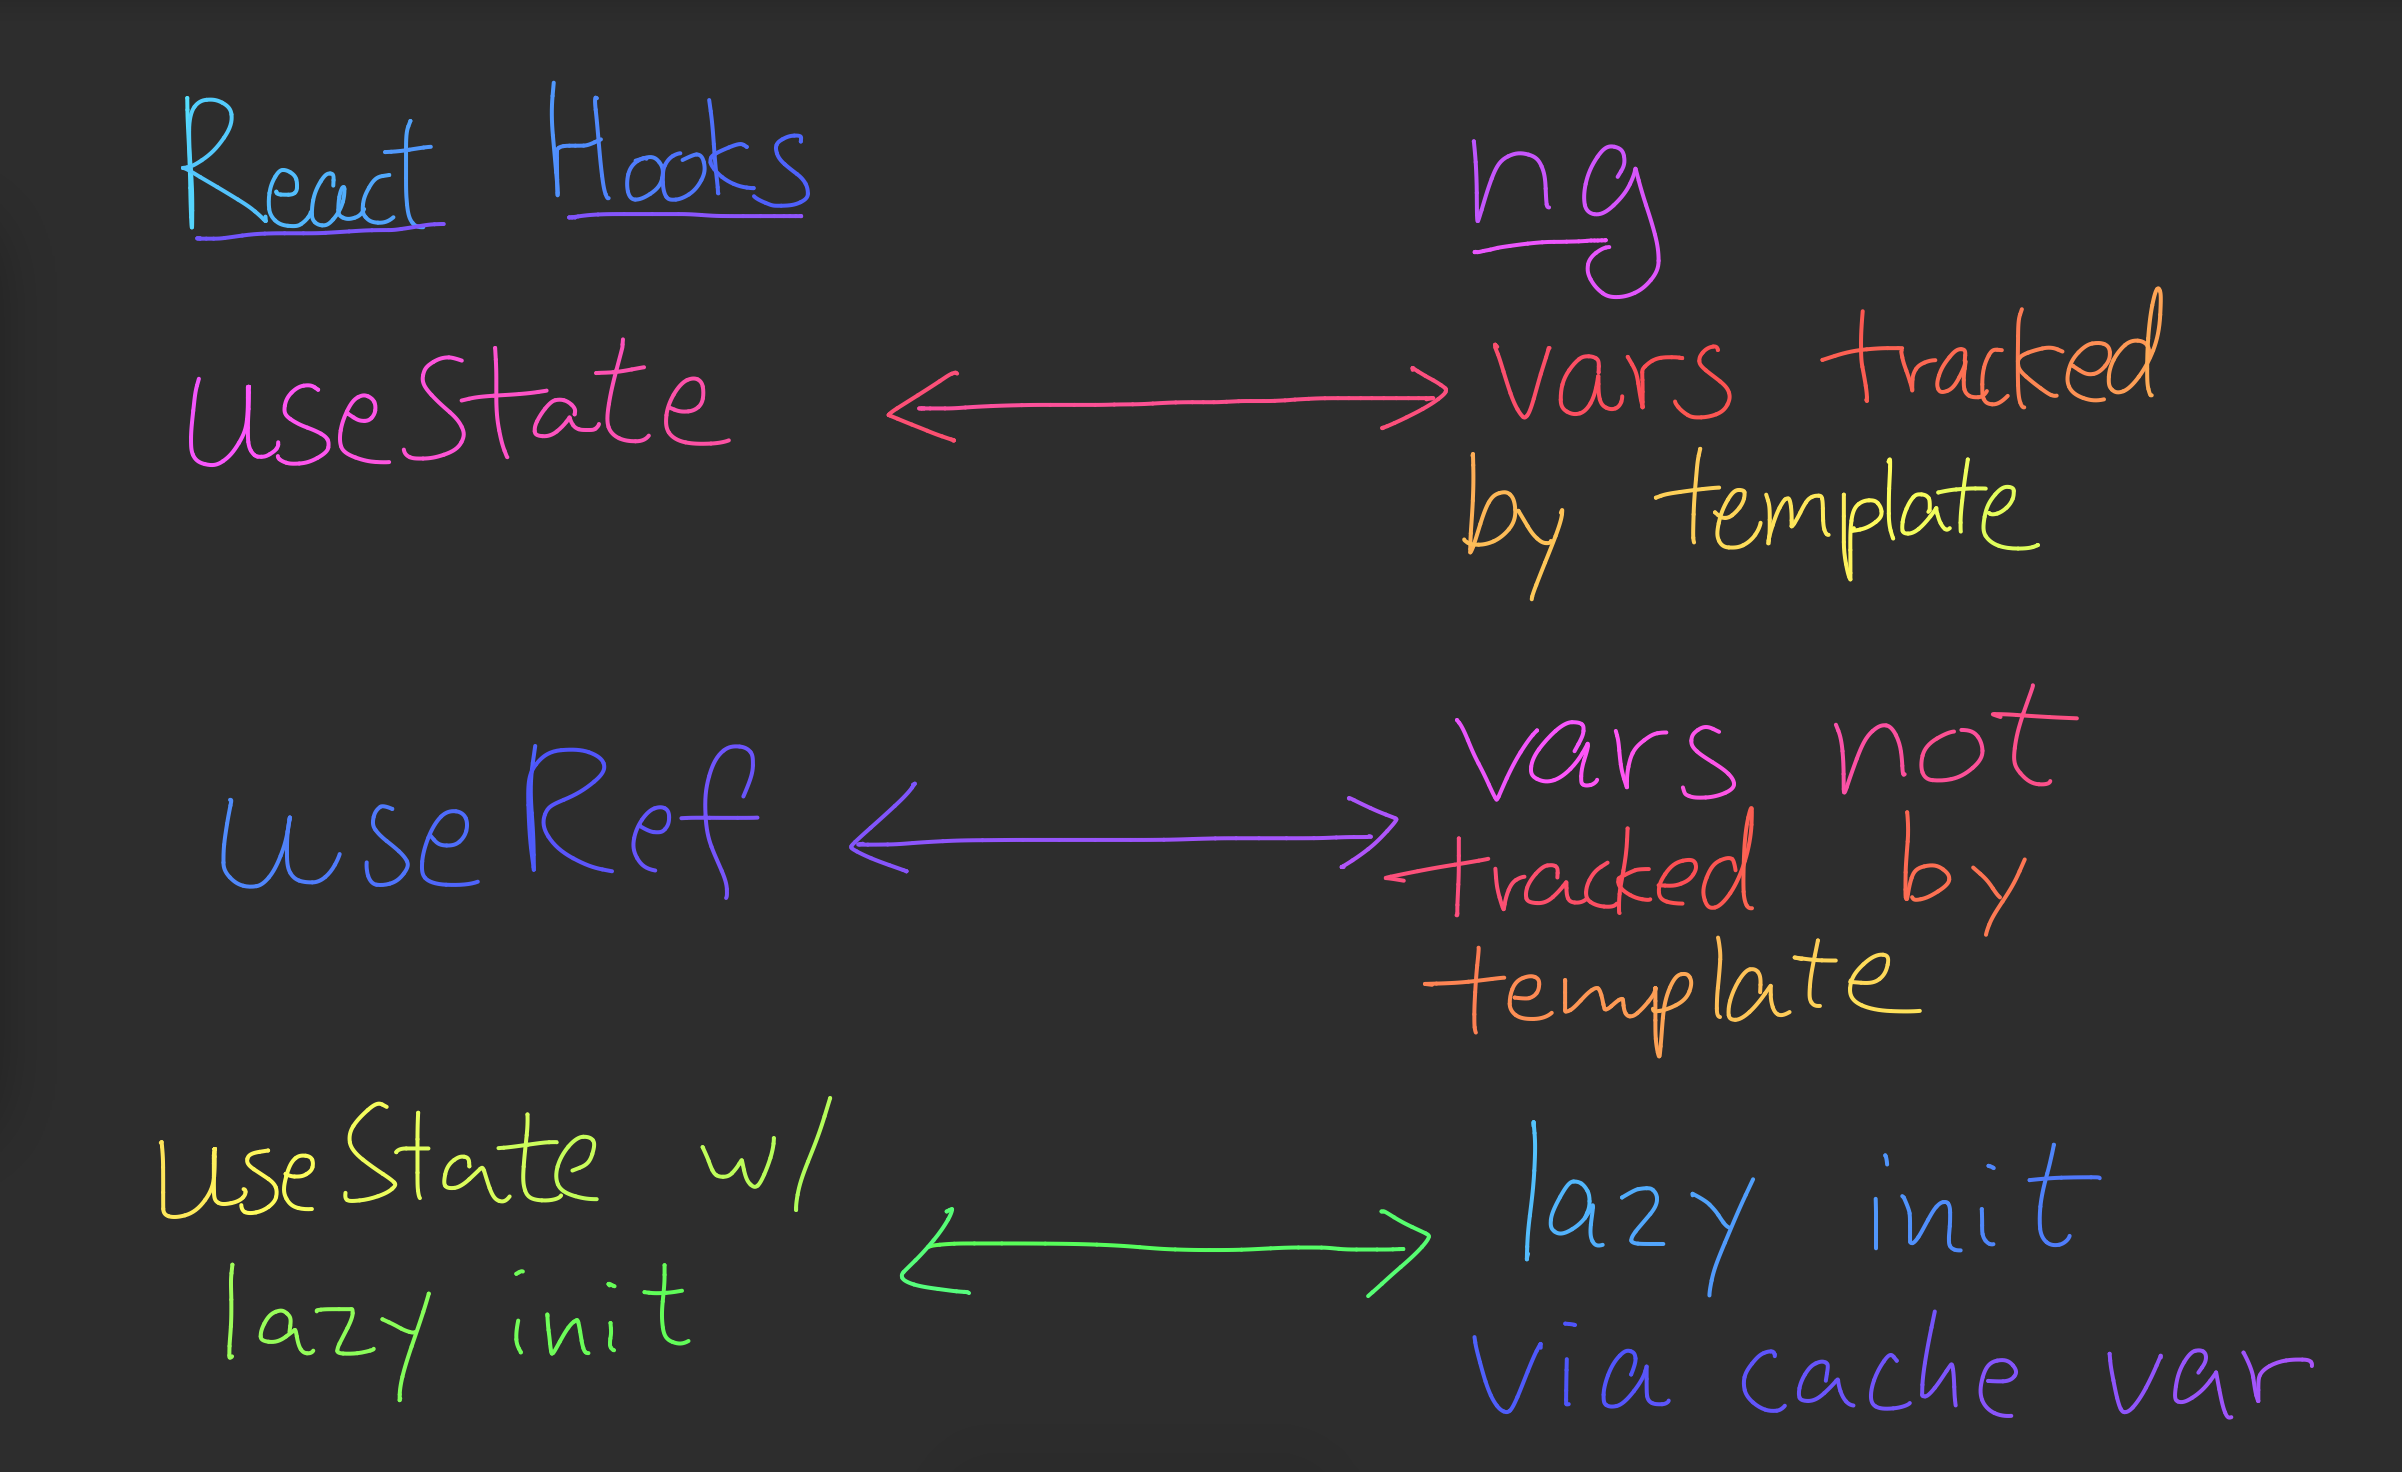 React Hooks
ng
useState
vars tracked
by template
useRef
vars not
tracked by
template
useState w/
lazy init
lazy init
via cache var